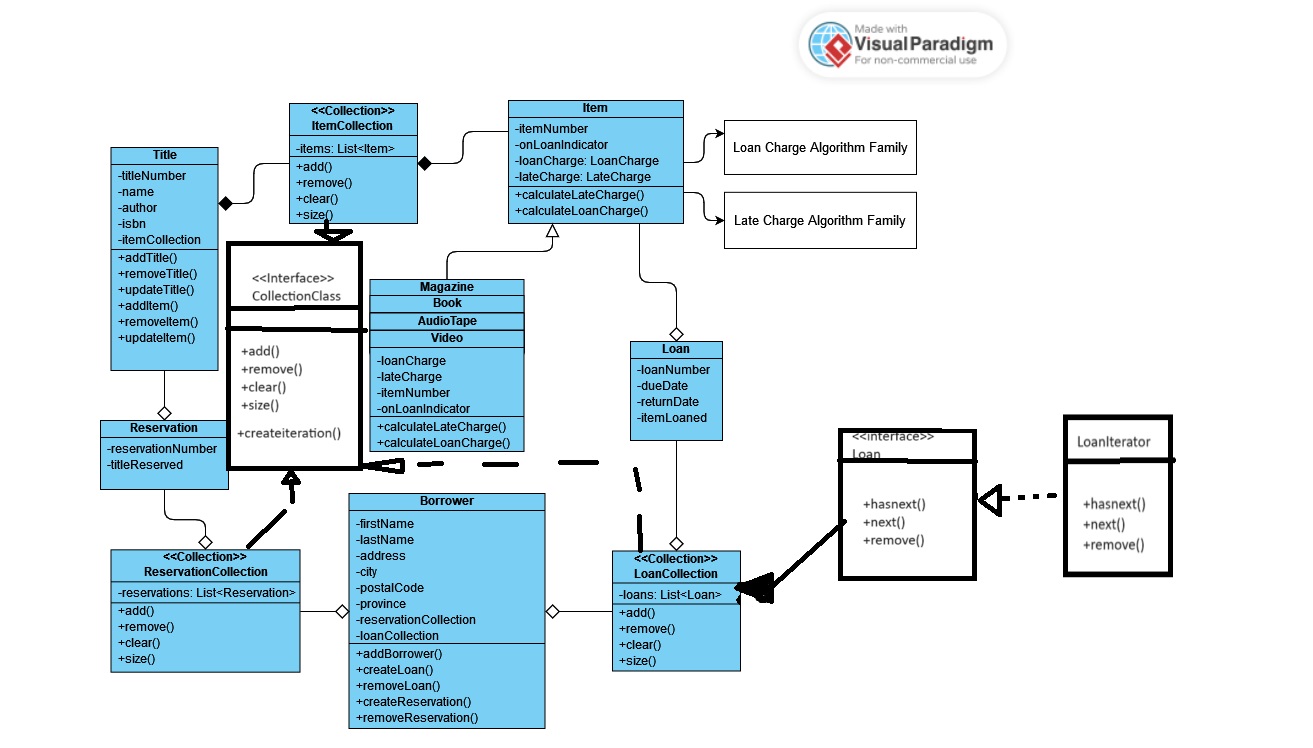 Made with
Visual Paradigm
For non-commercial use
<<Collection>>
ItemCollection
-items: List<Item>
+add()
+remove()
+clear()
+size()
Item
-itemNumber
-onLoanIndicator
-loanCharge: LoanCharge
-lateCharge: LateCharge
+calculateLateCharge()
+calculateLoanCharge()
Loan Charge Algorithm Family
Late Charge Algorithm Family
Title
-titleNumber
-name
-author
-isbn
-itemCollection
+addTitle()
+removeTitle()
+updateTitle()
+addItem()
+removeItem()
+updateItem()
<<Interface>>
CollectionClass
+add()
+remove()
+clear()
+size()
+createiteration()
Magazine
Book
AudioTape
Video
-loanCharge
-lateCharge
-itemNumber
-onLoanIndicator
+calculateLateCharge()
+calculateLoanCharge()
Loan
-loanNumber
-dueDate
-returnDate
-itemLoaned
Reservation
-reservationNumber
-titleReserved
<<Interface>>
Loan
+hasnext()
+next()
+remove()
LoanIterator
+hasnext()
+next()
+remove()
<<Collection>>
ReservationCollection
-reservations: List<Reservation>
+add()
+remove()
+clear()
+size()
Borrower
-firstName
-lastName
-address
-city
-postalCode
-province
-reservationCollection
-loanCollection
+addBorrower()
+createLoan()
+removeLoan()
+createReservation()
+removeReservation()
<<Collection>>
LoanCollection
-loans: List<Loan>
+add()
+remove()
+clear()
+size()